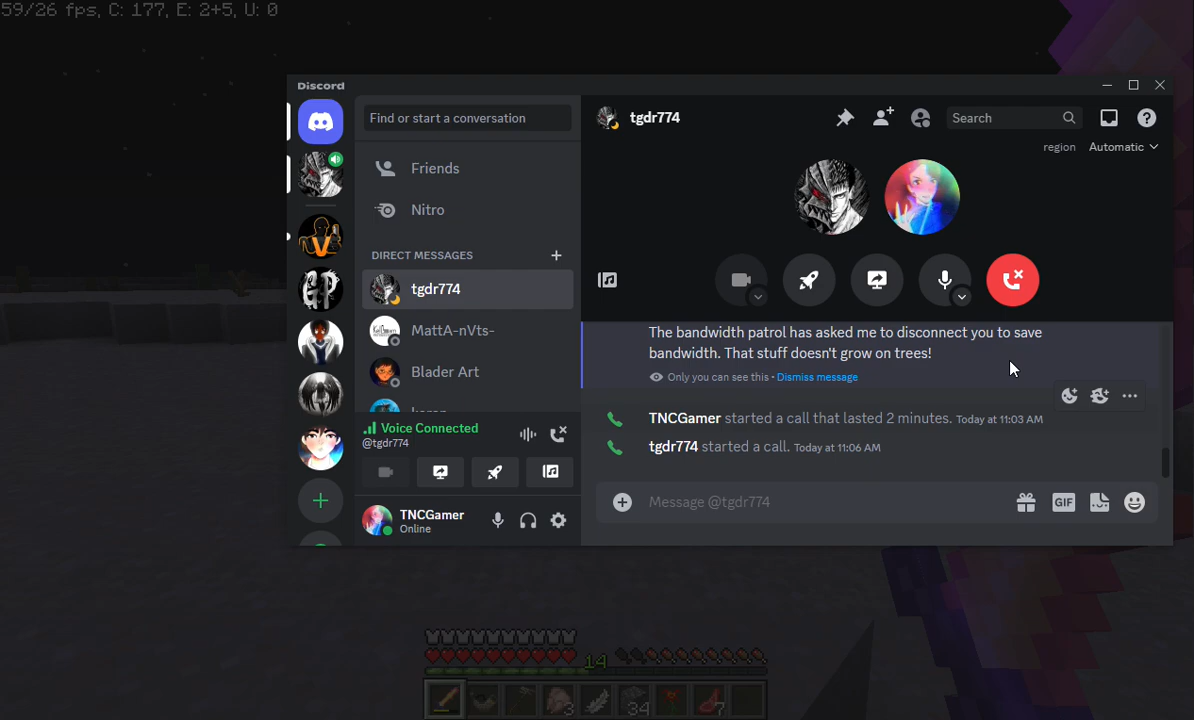 59/26 fps, C: 177, E: 2+5, U: 0
Discord
Find or start a conversation
tgdr774
Search
region Automatic
Friends
Nitro
DIRECT MESSAGES
tgdr774
MattA-nVts-
Blader Art
The bandwidth patrol has asked me to disconnect you to save
bandwidth. That stuff doesn't grow on trees!
Only you can see this • Dismiss message
TNCGamer started a call that lasted 2 minutes. Today at 11:03 AM
tgdr774 started a call. Today at 11:06 AM
Voice Connected
@tgdr774
Message @tgdr774
GIF
TNCGamer
Online
14
3
34
7